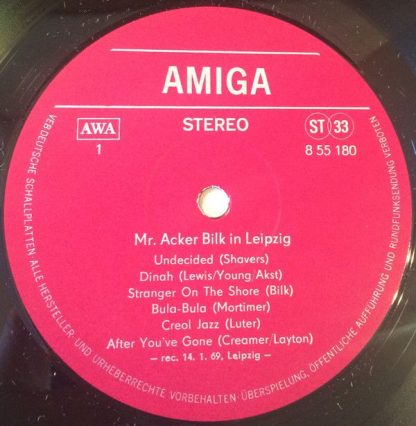 AMIGA
AWA
STEREO
ST 33
1
8 55 180
Mr. Acker Bilk in Leipzig
Undecided (Shavers)
Dinah (Lewis/Young/Akst)
Stranger On The Shore (Bilk)
Bula-Bula (Mortimer)
Creol Jazz (Luter)
After You've Gone (Creamer/Layton)
– rec. 14. 1. 69, Leipzig –
VEB DEUTSCHE SCHALLPLATTEN · ALLE HERSTELLER- UND URHEBERRECHTE VORBEHALTEN · ÜBERSPIELUNG, ÖFFENTLICHE AUFFÜHRUNG UND RUNDFUNKSENDUNG VERBOTEN